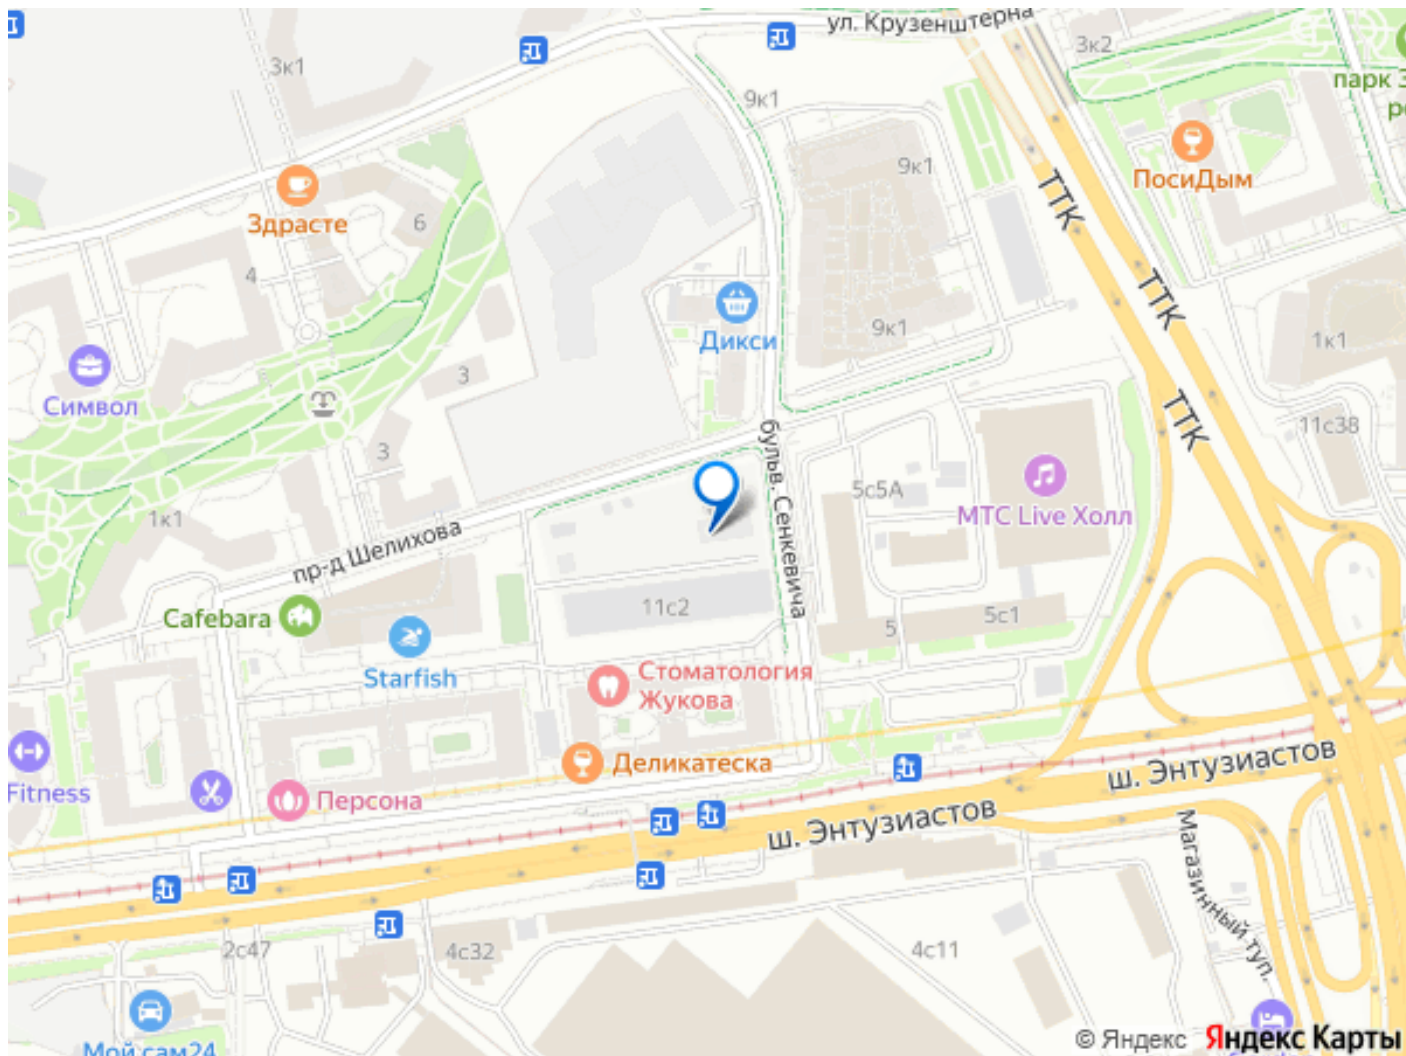 ул. Крузенштерна
3к2
3к1
9к1
парк З
ро
9к1
ПосиДым
ТТК
Здрасте
6
4
ТТК
9к1
Дикси
1к1
3
Символ
ТТК
11с38
бульв. Сенкевича
3
5с5А
МТС Live Холл
1к1
пр-д Шелихова
Cafebara
11с2
5с1
5
Starfish
Стоматология
Жукова
Деликатеска
ш. Энтузиастов
Fitness
Персона
ш. Энтузиастов
Магазинный туп.
2с47
4с32
4с11
Мой сам24
© Яндекс Яндекс Карты